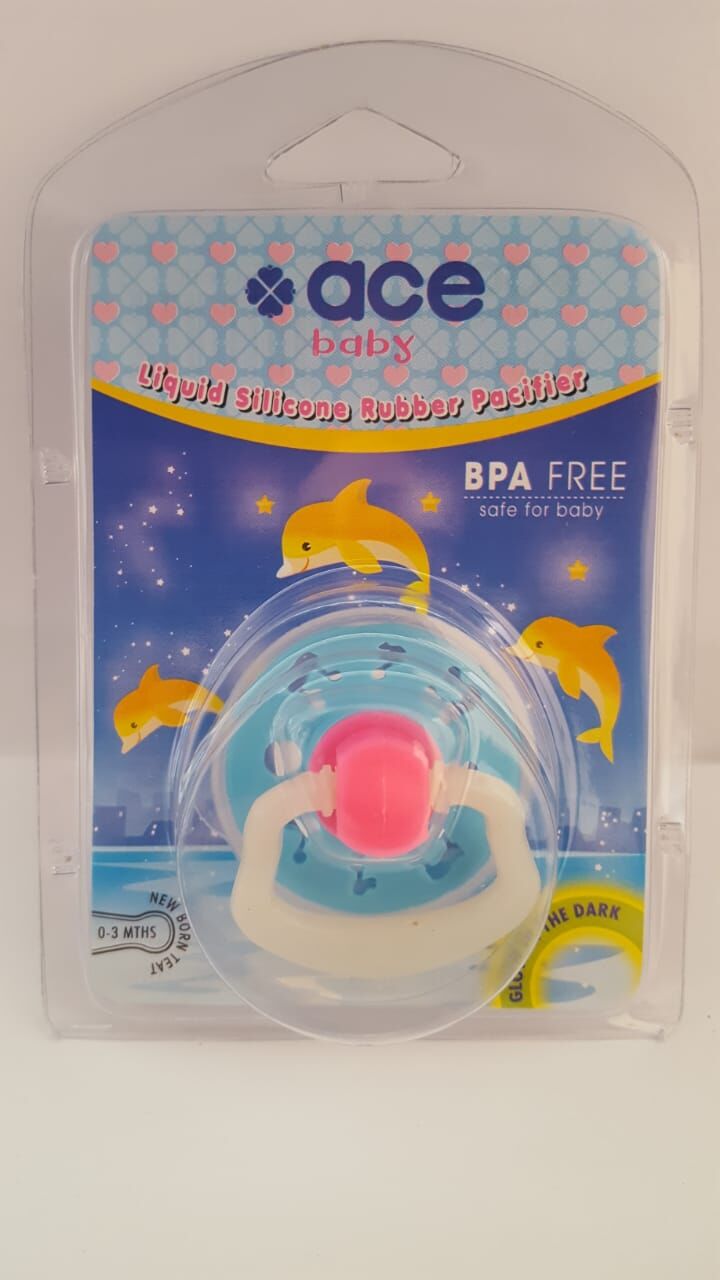 ace
baby
Liquid Silicone Rubber Pacifier
BPA FREE
safe for baby
NEW BORN TEAT
0-3 MTHS
THE DARK